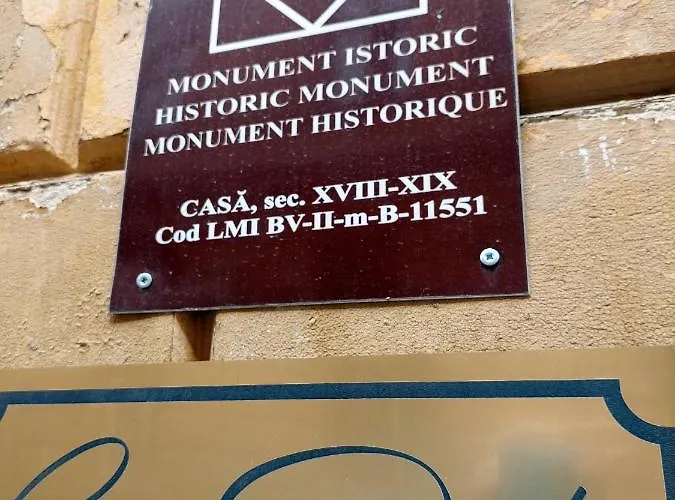 MONUMENT ISTORIC
HISTORIC MONUMENT
MONUMENT HISTORIQUE
CASĂ, sec. XVIII-XIX
Cod LMI BV-II-m-B-11551